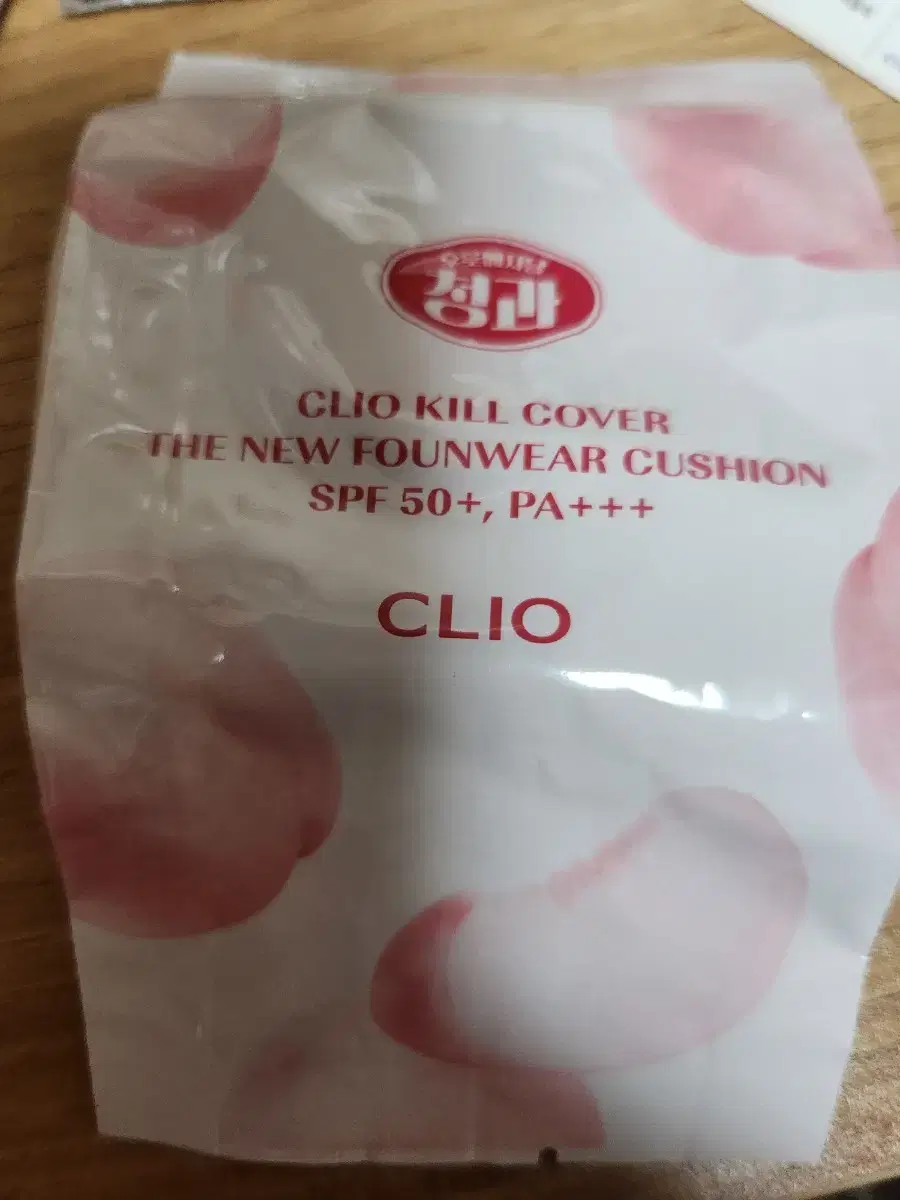 청과
CLIO KILL COVER
THE NEW FOUNWEAR CUSHION
SPF 50+, PA+++
CLIO